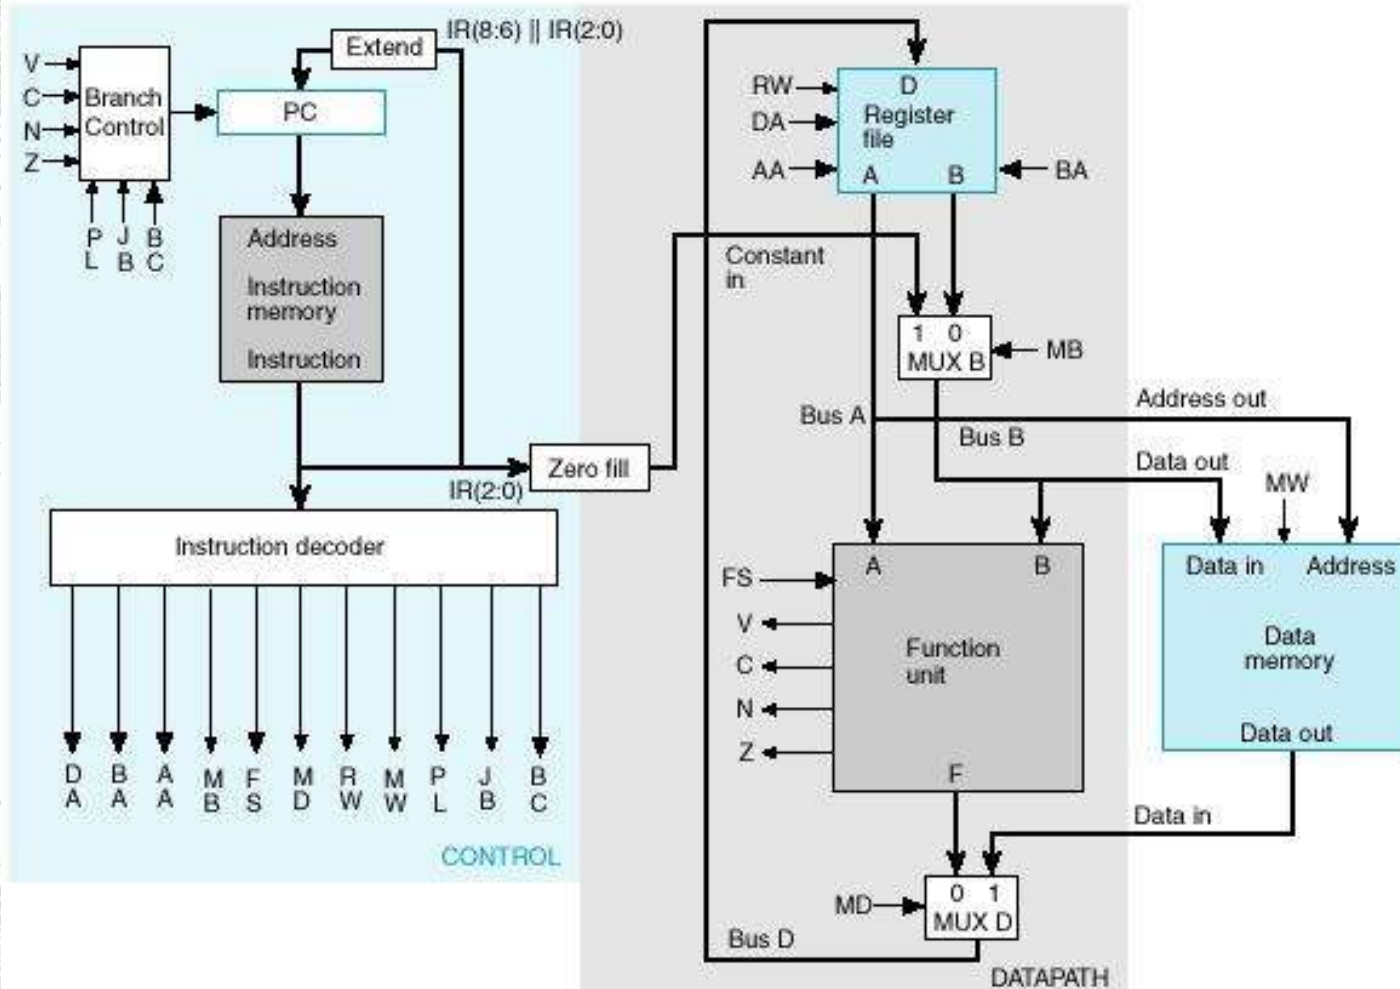 IR(8:6) || IR(2:0)
Extend
V
C
N
Z
Branch
Control
PC
P
L
J
B
B
C
Address
Instruction
memory
Instruction
IR(2:0)
Zero fill
Instruction decoder
D
A
B
A
A
A
M
B
F
S
M
D
R
W
M
W
P
L
J
B
B
C
CONTROL
RW
DA
AA
D
Register
file
A
B
BA
Constant
in
1 0
MUX B
MB
Bus A
Bus B
Address out
Data out
MW
FS
V
C
N
Z
A
B
Function
unit
F
Data in
Address
Data
memory
Data out
Data in
MD
0 1
MUX D
Bus D
DATAPATH